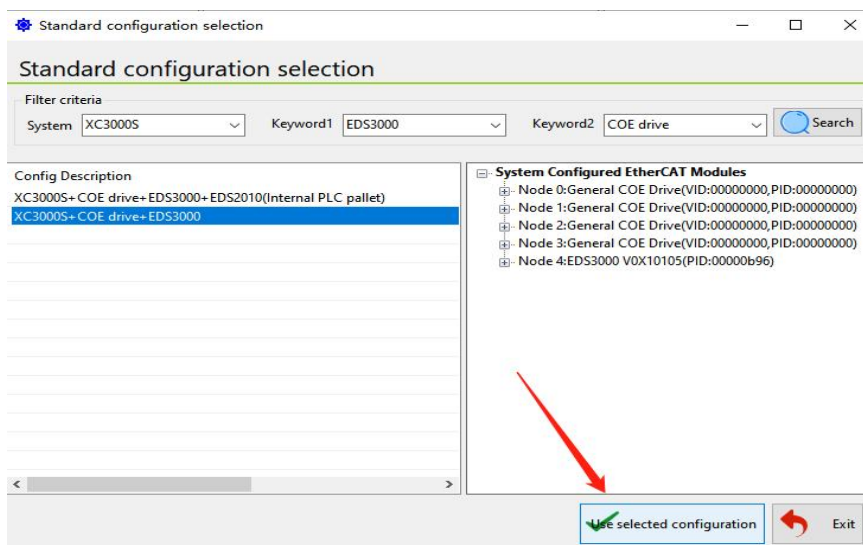 Standard configuration selection
Standard configuration selection
Filter criteria
System XC3000S Keyword1 EDS3000 Keyword2 COE drive Search
Config Description
XC3000S+COE drive+EDS3000+EDS2010(Internal PLC pallet)
XC3000S+COE drive+EDS3000
System Configured EtherCAT Modules
Node 0:General COE Drive(VID:00000000,PID:00000000)
Node 1:General COE Drive(VID:00000000,PID:00000000)
Node 2:General COE Drive(VID:00000000,PID:00000000)
Node 3:General COE Drive(VID:00000000,PID:00000000)
Node 4:EDS3000 V0X10105(PID:00000b96)
Use selected configuration Exit